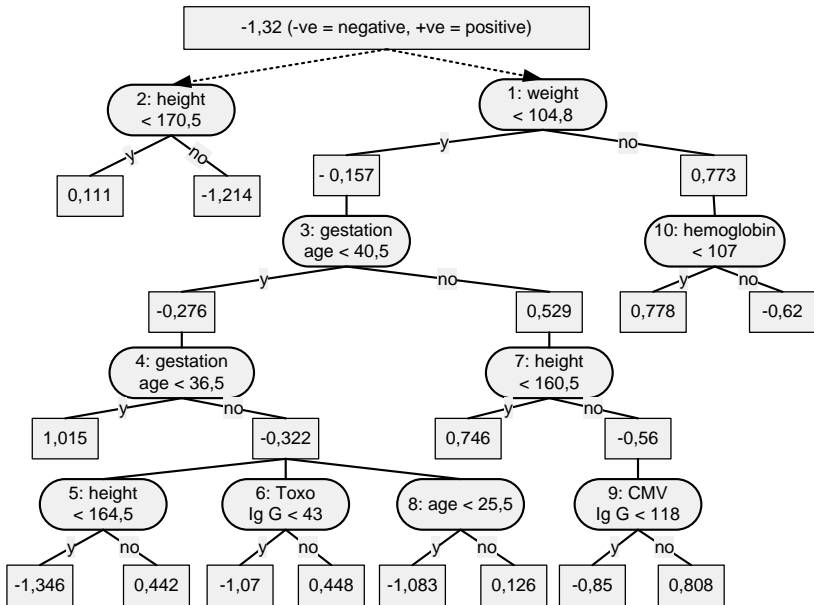 -1,32 (-ve = negative, +ve = positive)
2: height
< 170,5
1: weight
< 104,8
y
no
y
no
0,111
-1,214
- 0,157
0,773
3: gestation
age < 40,5
10: hemoglobin
< 107
y
no
y
no
-0,276
0,529
0,778
-0,62
4: gestation
age < 36,5
7: height
< 160,5
y
no
y
no
1,015
-0,322
0,746
-0,56
5: height
< 164,5
6: Toxo
Ig G < 43
8: age < 25,5
9: CMV
Ig G < 118
y
no
y
no
y
no
y
no
-1,346
0,442
-1,07
0,448
-1,083
0,126
-0,85
0,808